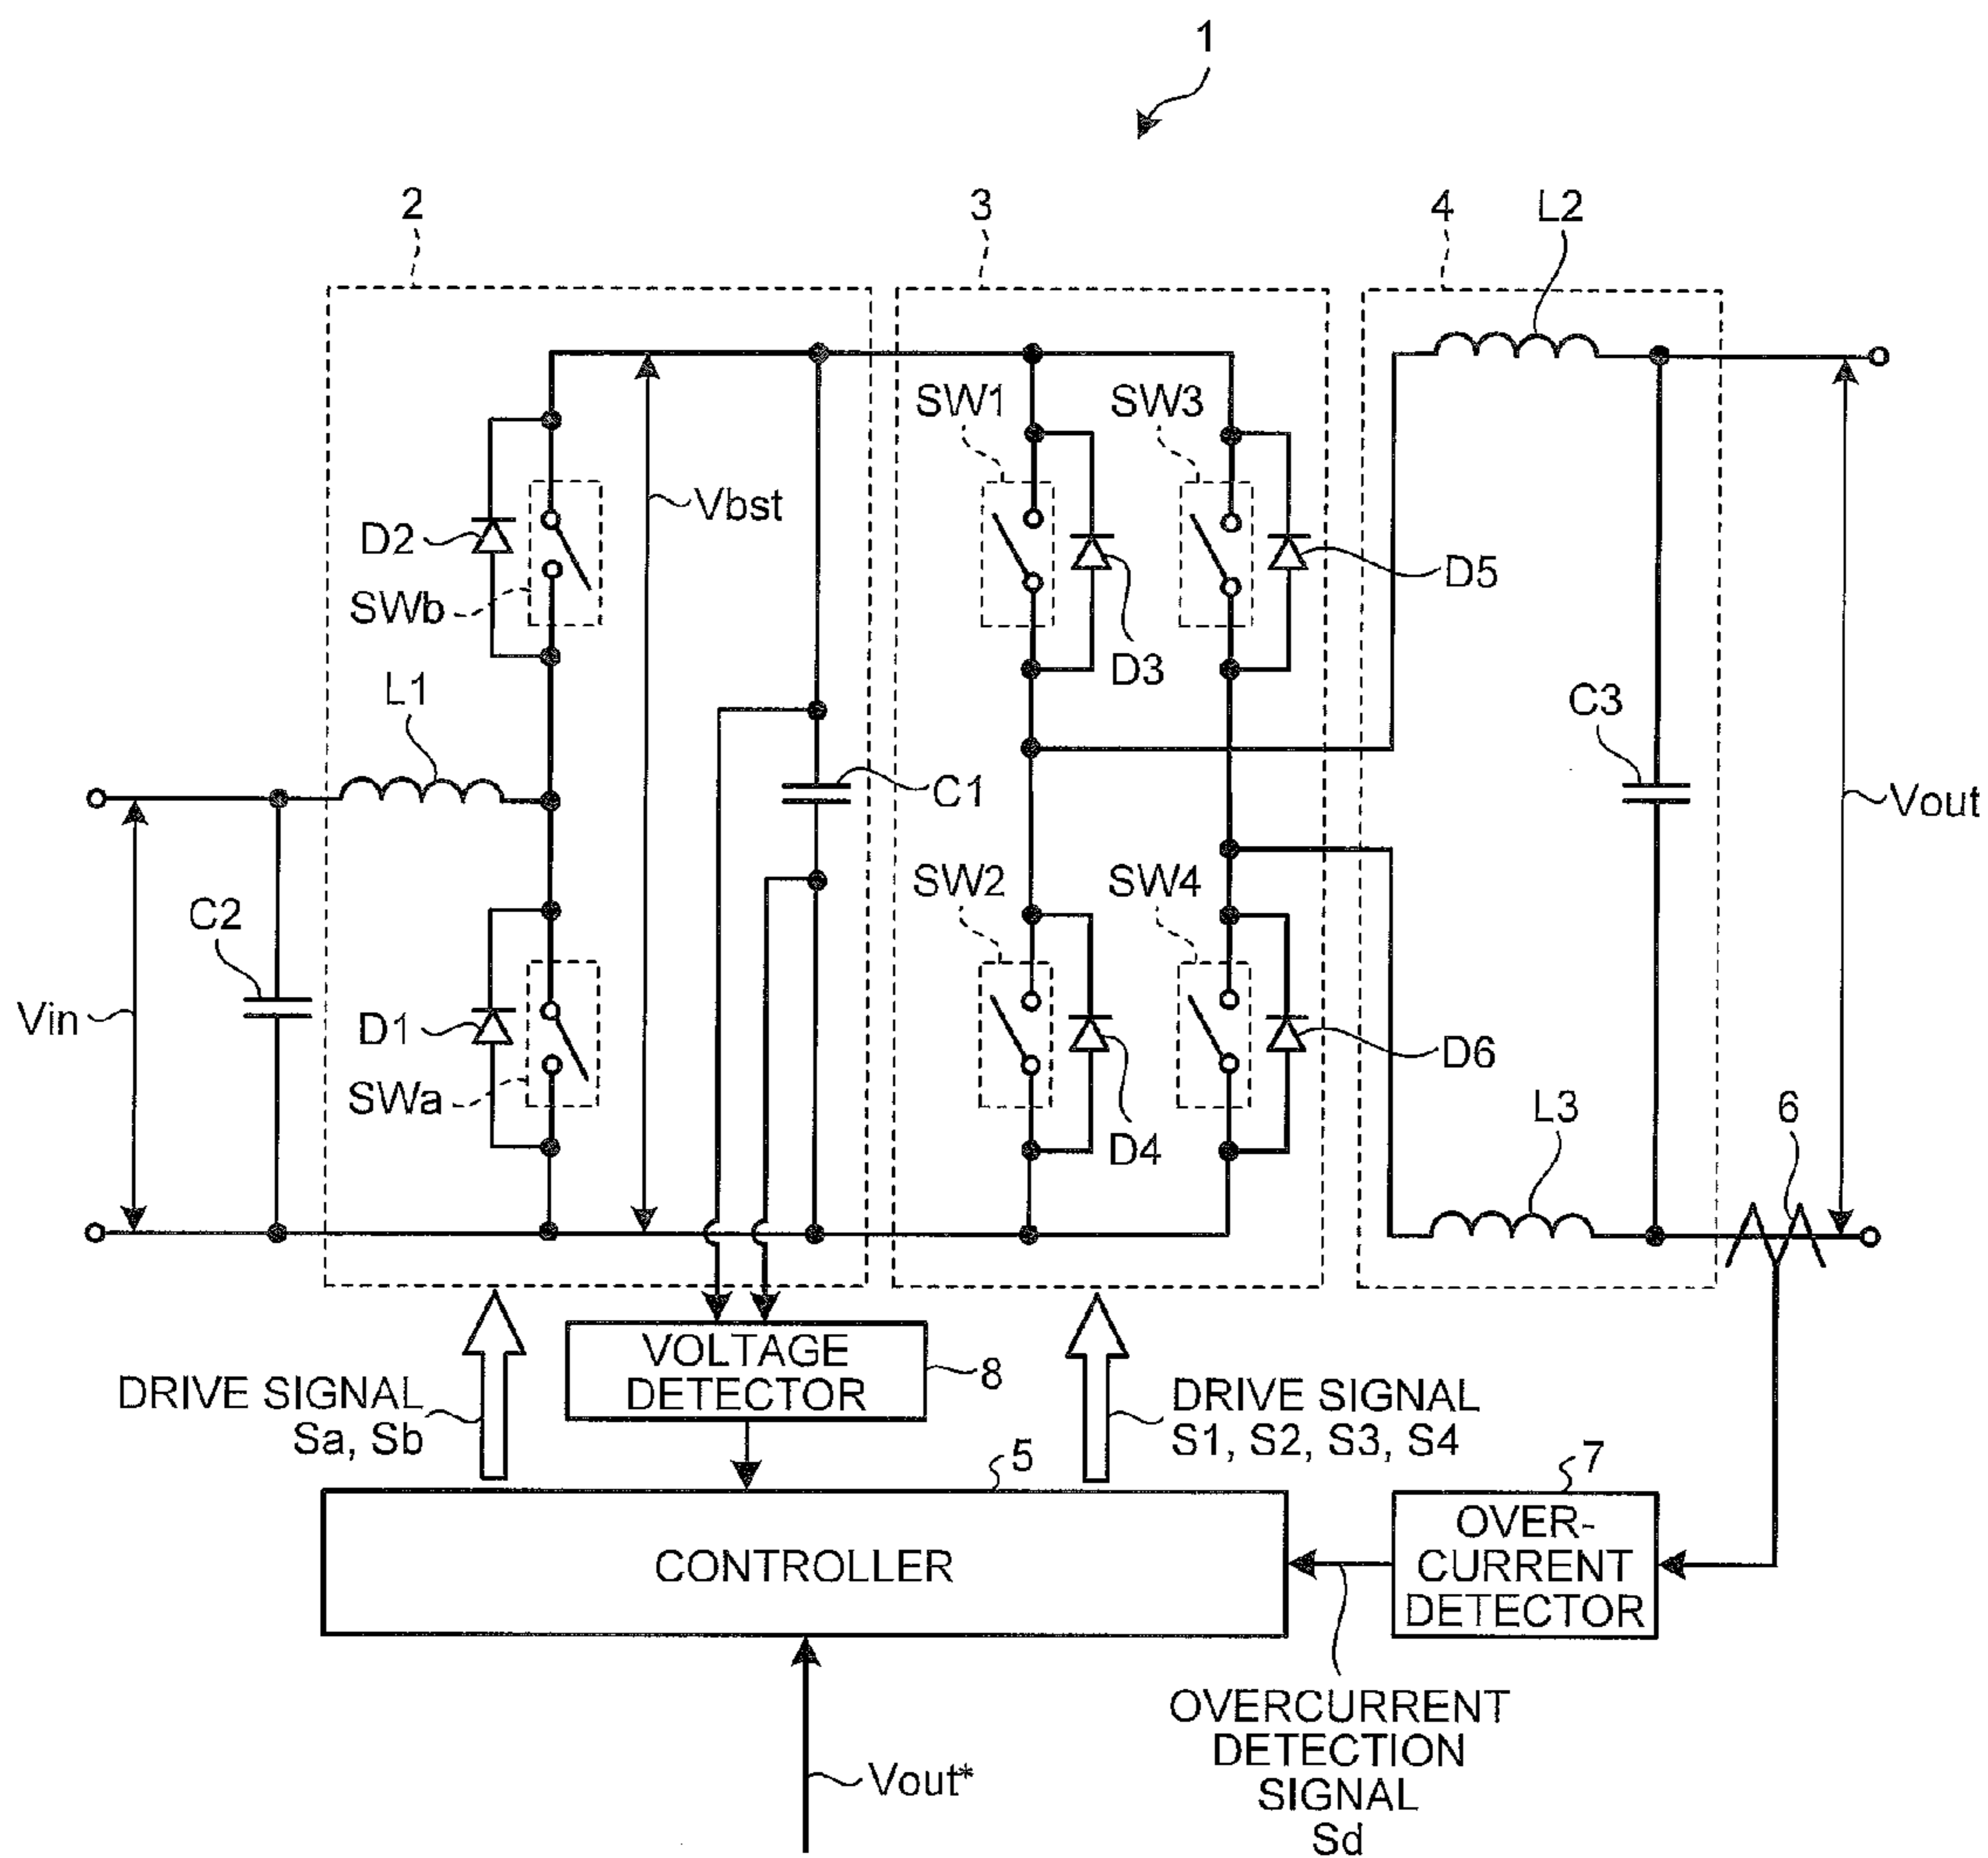 1
2
3
4
L2
SW1
SW3
Vbst
D2
D5
SWb
D3
L1
C3
C1
Vout
SW2
SW4
C2
Vin
D1
D6
SWa
L3
6
D4
VOLTAGE
DETECTOR
8
DRIVE SIGNAL
Sa, Sb
DRIVE SIGNAL
S1, S2, S3, S4
5
7
CONTROLLER
OVER-
CURRENT
DETECTOR
OVERCURRENT
DETECTION
SIGNAL
Sd
Vout*